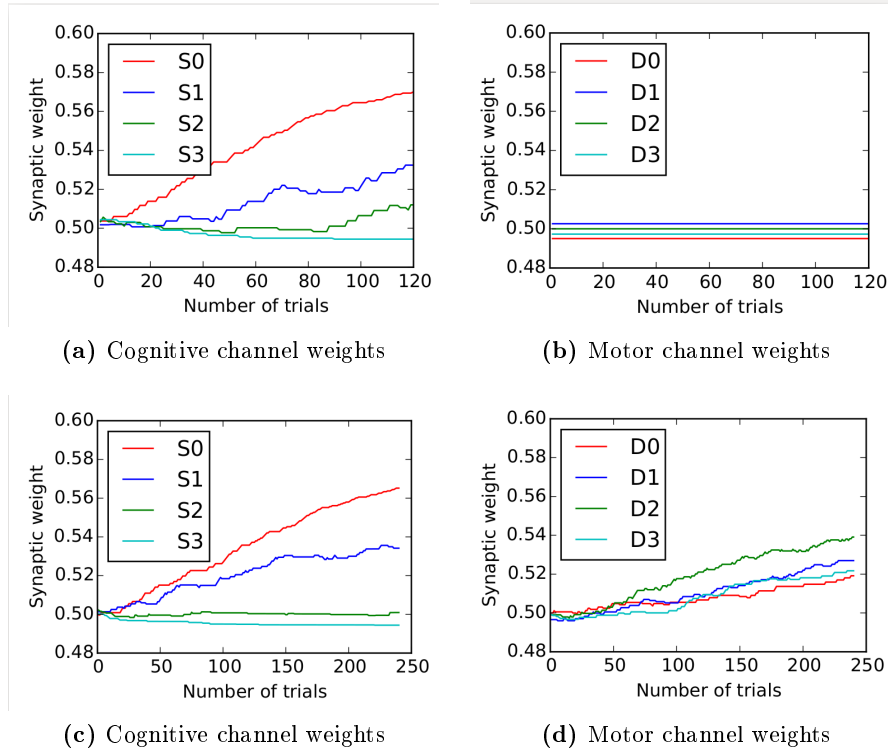 0.60
0.58
0.56
0.54
0.52
0.50
0.48
Synaptic weight
S0
S1
S2
S3
0 20 40 60 80 100 120
Number of trials
(a) Cognitive channel weights
0.60
0.58
0.56
0.54
0.52
0.50
0.48
Synaptic weight
D0
D1
D2
D3
0 20 40 60 80 100 120
Number of trials
(b) Motor channel weights
0.60
0.58
0.56
0.54
0.52
0.50
0.48
Synaptic weight
S0
S1
S2
S3
0 50 100 150 200 250
Number of trials
(c) Cognitive channel weights
0.60
0.58
0.56
0.54
0.52
0.50
0.48
Synaptic weight
D0
D1
D2
D3
0 50 100 150 200 250
Number of trials
(d) Motor channel weights